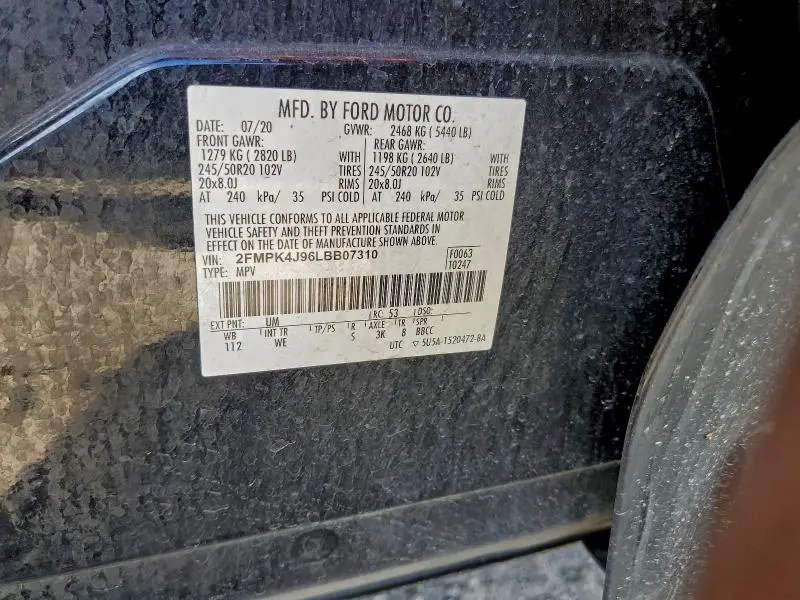 MFD. BY FORD MOTOR CO.
DATE: 07/20 GVWR: 2468 KG ( 5440 LB)
FRONT GAWR: REAR GAWR:
1279 KG ( 2820 LB) WITH 1198 KG ( 2640 LB) WITH
245/50R20 102V TIRES 245/50R20 102V TIRES
20x8.0J RIMS 20x8.0J RIMS
AT 240 kPa/ 35 PSI COLD AT 240 kPa/ 35 PSI COLD
THIS VEHICLE CONFORMS TO ALL APPLICABLE FEDERAL MOTOR
VEHICLE SAFETY AND THEFT PREVENTION STANDARDS IN
EFFECT ON THE DATE OF MANUFACTURE SHOWN ABOVE.
VIN: 2FMPK4J96LBB07310 F0063
TYPE: MPV T0247
EXT PNT: UM RC: 53 DSO:
WB INT TR TP/PS R AXLE TR SPR
112 WE S 3K 8 BBCC
UTC ▽ 5U5A-1520472-BA